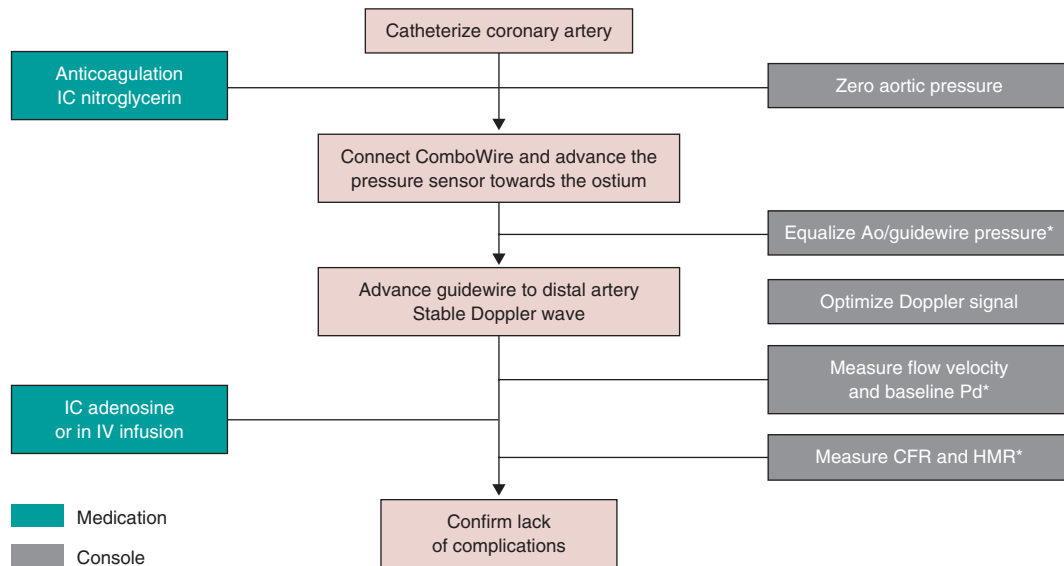 Catheterize coronary artery
Anticoagulation
IC nitroglycerin
Zero aortic pressure
Connect ComboWire and advance the
pressure sensor towards the ostium
Equalize Ao/guidewire pressure*
Advance guidewire to distal artery
Stable Doppler wave
Optimize Doppler signal
Measure flow velocity
and baseline Pd*
IC adenosine
or in IV infusion
Measure CFR and HMR*
Confirm lack
of complications
Medication
Console